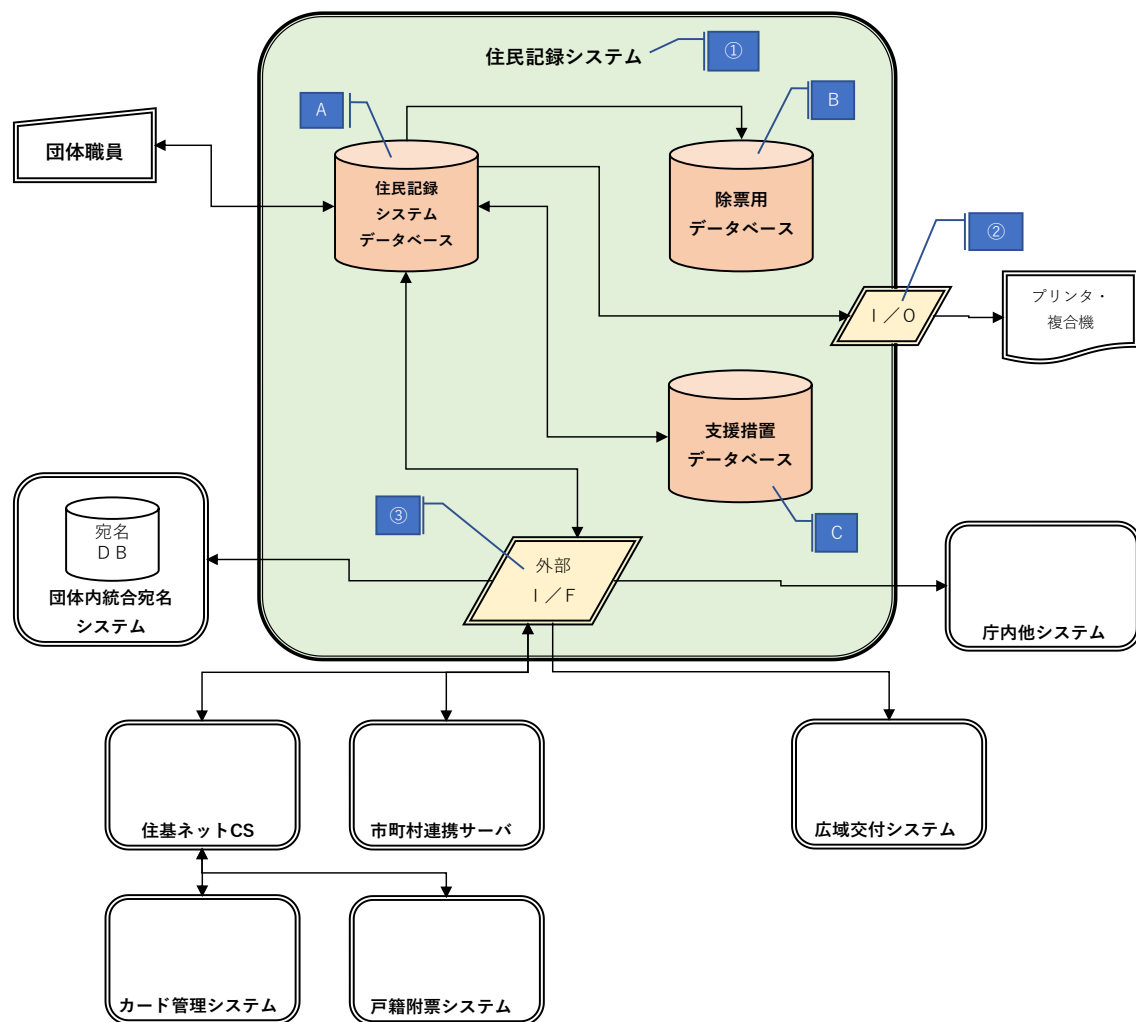 住民記録システム
①
A
B
団体職員
住民記録
システム
データベース
除票用
データベース
②
I／O
プリンタ・
複合機
支援措置
データベース
③
C
宛名
ＤＢ
団体内統合宛名
システム
外部
I／F
庁内他システム
住基ネットCS
市町村連携サーバ
広域交付システム
カード管理システム
戸籍附票システム